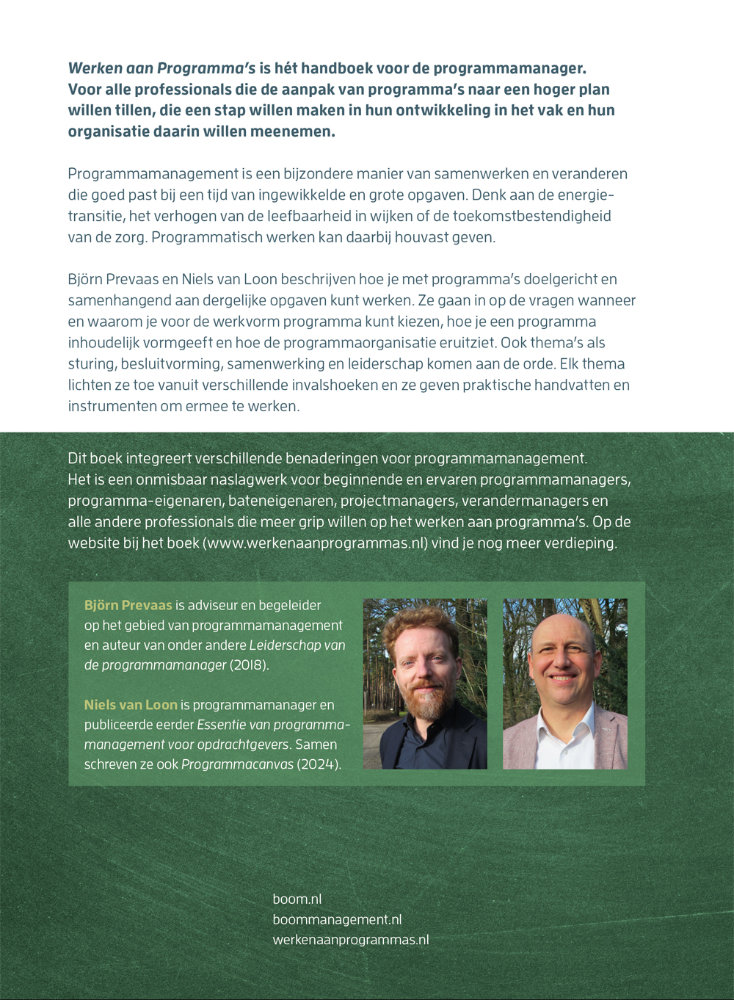 Werken aan Programma's is hét handboek voor de programmamanager.
Voor alle professionals die de aanpak van programma's naar een hoger plan
willen tillen, die een stap willen maken in hun ontwikkeling in het vak en hun
organisatie daarin willen meenemen.
Programmamanagement is een bijzondere manier van samenwerken en veranderen
die goed past bij een tijd van ingewikkelde en grote opgaven. Denk aan de energie-
transitie, het verhogen van de leefbaarheid in wijken of de toekomstbestendigheid
van de zorg. Programmatisch werken kan daarbij houvast geven.
Björn Prevaas en Niels van Loon beschrijven hoe je met programma's doelgericht en
samenhangend aan dergelijke opgaven kunt werken. Ze gaan in op de vragen wanneer
en waarom je voor de werkvorm programma kunt kiezen, hoe je een programma
inhoudelijk vormgeeft en hoe de programmaorganisatie eruitziet. Ook thema's als
sturing, besluitvorming, samenwerking en leiderschap komen aan de orde. Elk thema
lichten ze toe vanuit verschillende invalshoeken en ze geven praktische handvatten en
instrumenten om ermee te werken.
Dit boek integreert verschillende benaderingen voor programmamanagement.
Het is een onmisbaar naslagwerk voor beginnende en ervaren programmamanagers,
programma-eigenaren, bateneigenaren, projectmanagers, verandermanagers en
alle andere professionals die meer grip willen op het werken aan programma's. Op de
website bij het boek (www.werkenaanprogrammas.nl) vind je nog meer verdieping.
Björn Prevaas is adviseur en begeleider
op het gebied van programmamanagement
en auteur van onder andere Leiderschap van
de programmamanager (2018).
Niels van Loon is programmamanager en
publiceerde eerder Essentie van programma-
management voor opdrachtgevers. Samen
schreven ze ook Programmacanvas (2024).
boom.nl
boommanagement.nl
werkenaanprogrammas.nl